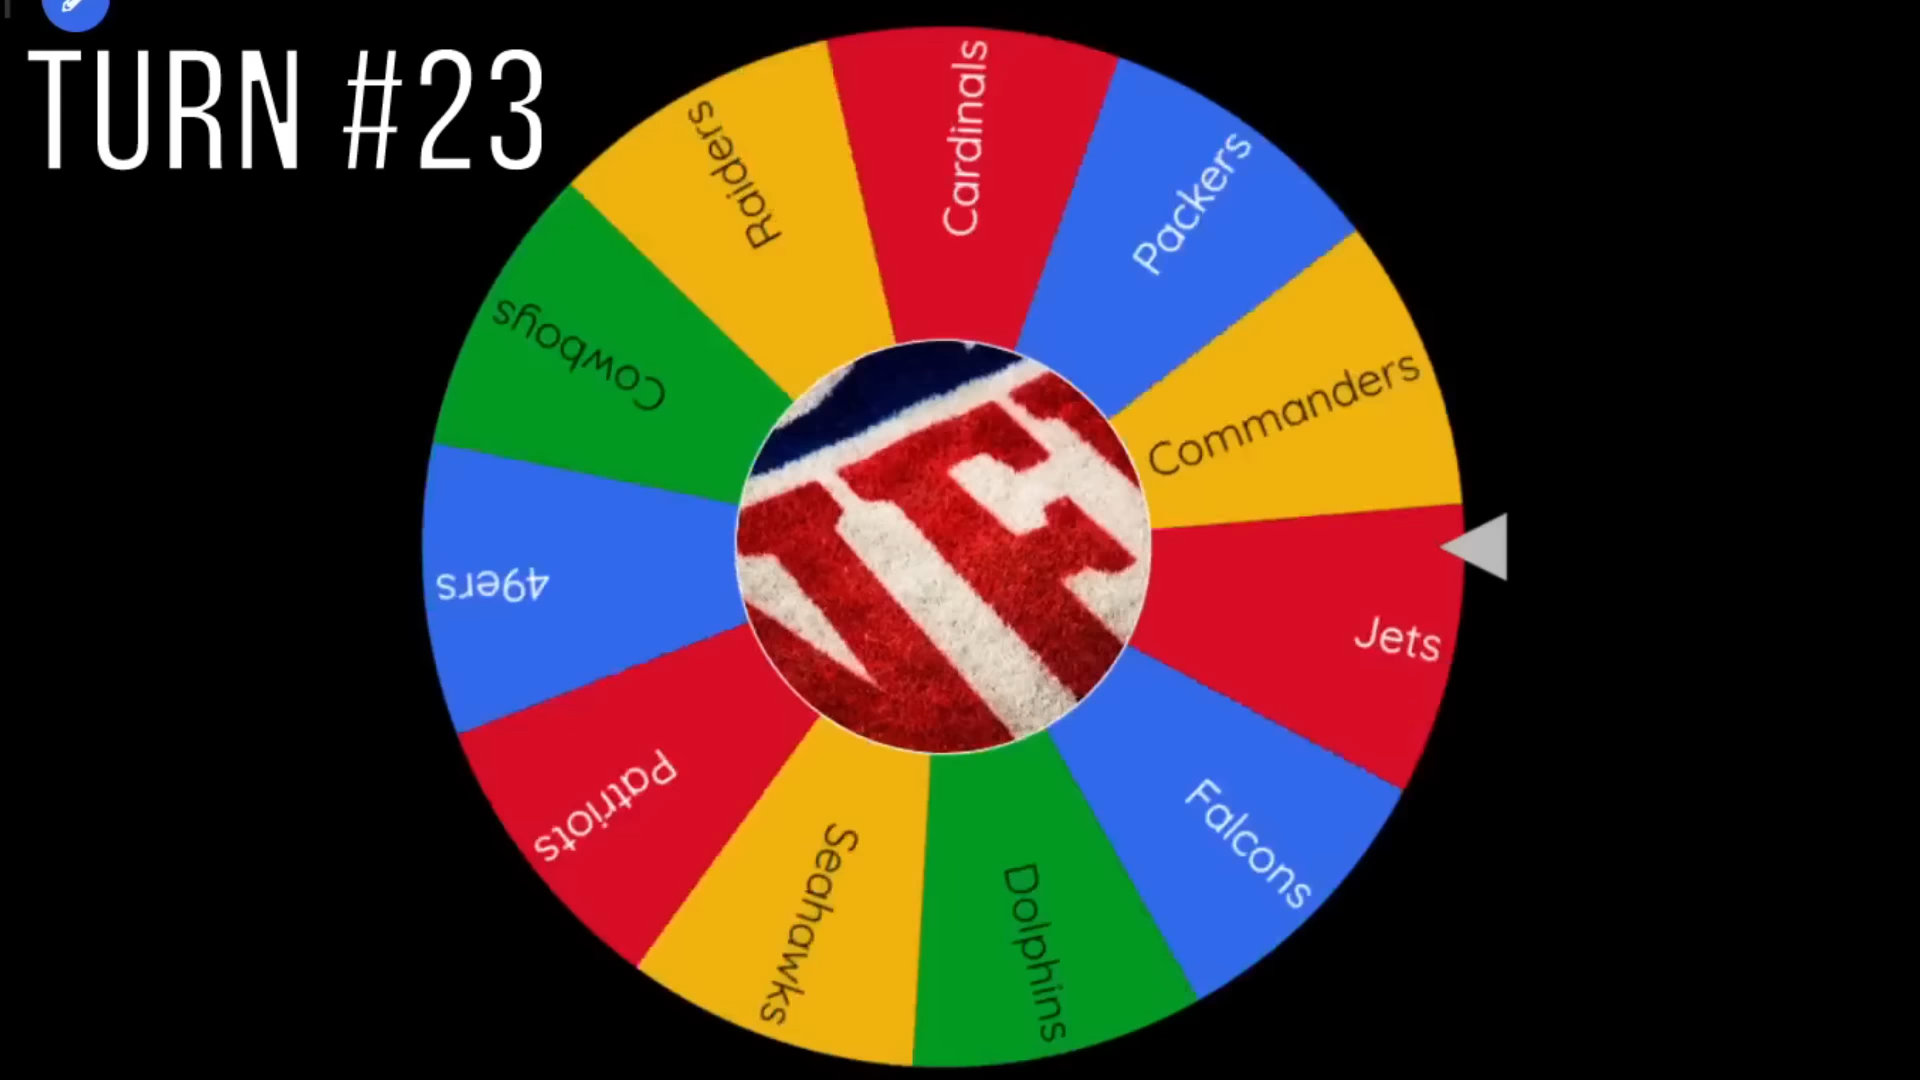 TURN #23
Cardinals
Packers
Commanders
Jets
Falcons
Dolphins
Seahawks
Patriots
49ers
Cowboys
Raiders